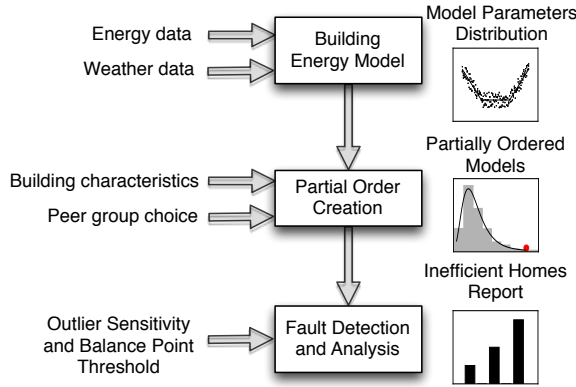 Energy data
Weather data
Building
Energy Model
Model Parameters
Distribution
Building characteristics
Peer group choice
Partial Order
Creation
Partially Ordered
Models
Outlier Sensitivity
and Balance Point
Threshold
Fault Detection
and Analysis
Inefficient Homes
Report